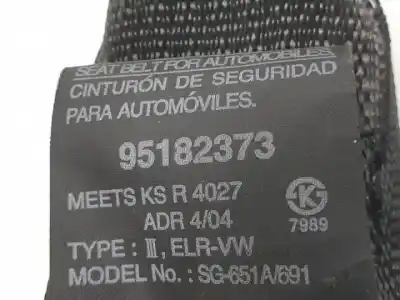 SEAT BELT FOR AUTOMOBILES.
CINTURÓN DE SEGURIDAD
PARA AUTOMÓVILES.
95182373
MEETS KS R 4027
ADR 4/04
7989
TYPE : Ⅲ, ELR-VW
MODEL No. : SG-651A/691